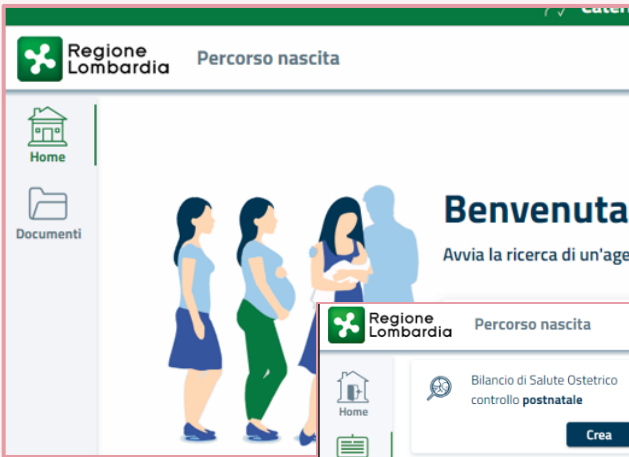 Regione
Lombardia
Percorso nascita
Home
Documenti
Benvenuta
Avvia la ricerca di un'age
Regione
Lombardia
Percorso nascita
Home
Bilancio di Salute Ostetrico
controllo postnatale
Crea